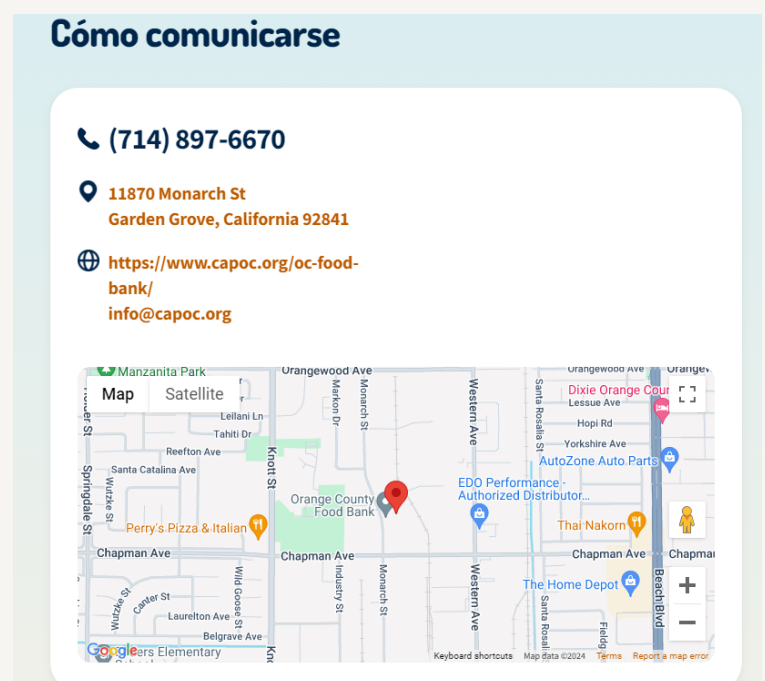 Cómo comunicarse
(714) 897-6670
11870 Monarch St
Garden Grove, California 92841
https://www.capoc.org/oc-food-
bank/
info@capoc.org
Manzanita Park
Orangewood Ave
Orangewood Ave
Map
Satellite
Markon Dr
Monarch St
Western Ave
Santa Rosalia St
Dixie Orange
Lessue Ave
Leilani Ln
Hopi Rd
Tahiti Dr
Yorkshire Ave
Reefton Ave
Knott St
AutoZone Auto Parts
Springdale St
Santa Catalina Ave
Wutzke St
EDO Performance -
Authorized Distributor...
Orange County
Food Bank
Perry's Pizza & Italian
Thai Nakorn
Chapman Ave
Chapman Ave
Chapman Ave
The Home Depot
Beach Blvd
Wutzke St
Canter St
Wild Goose St
Industry St
Monarch St
Western Ave
Laurelton Ave
Belgrave Ave
Google
Elementary
Keyboard shortcuts
Map data ©2024
Terms
Report a map error